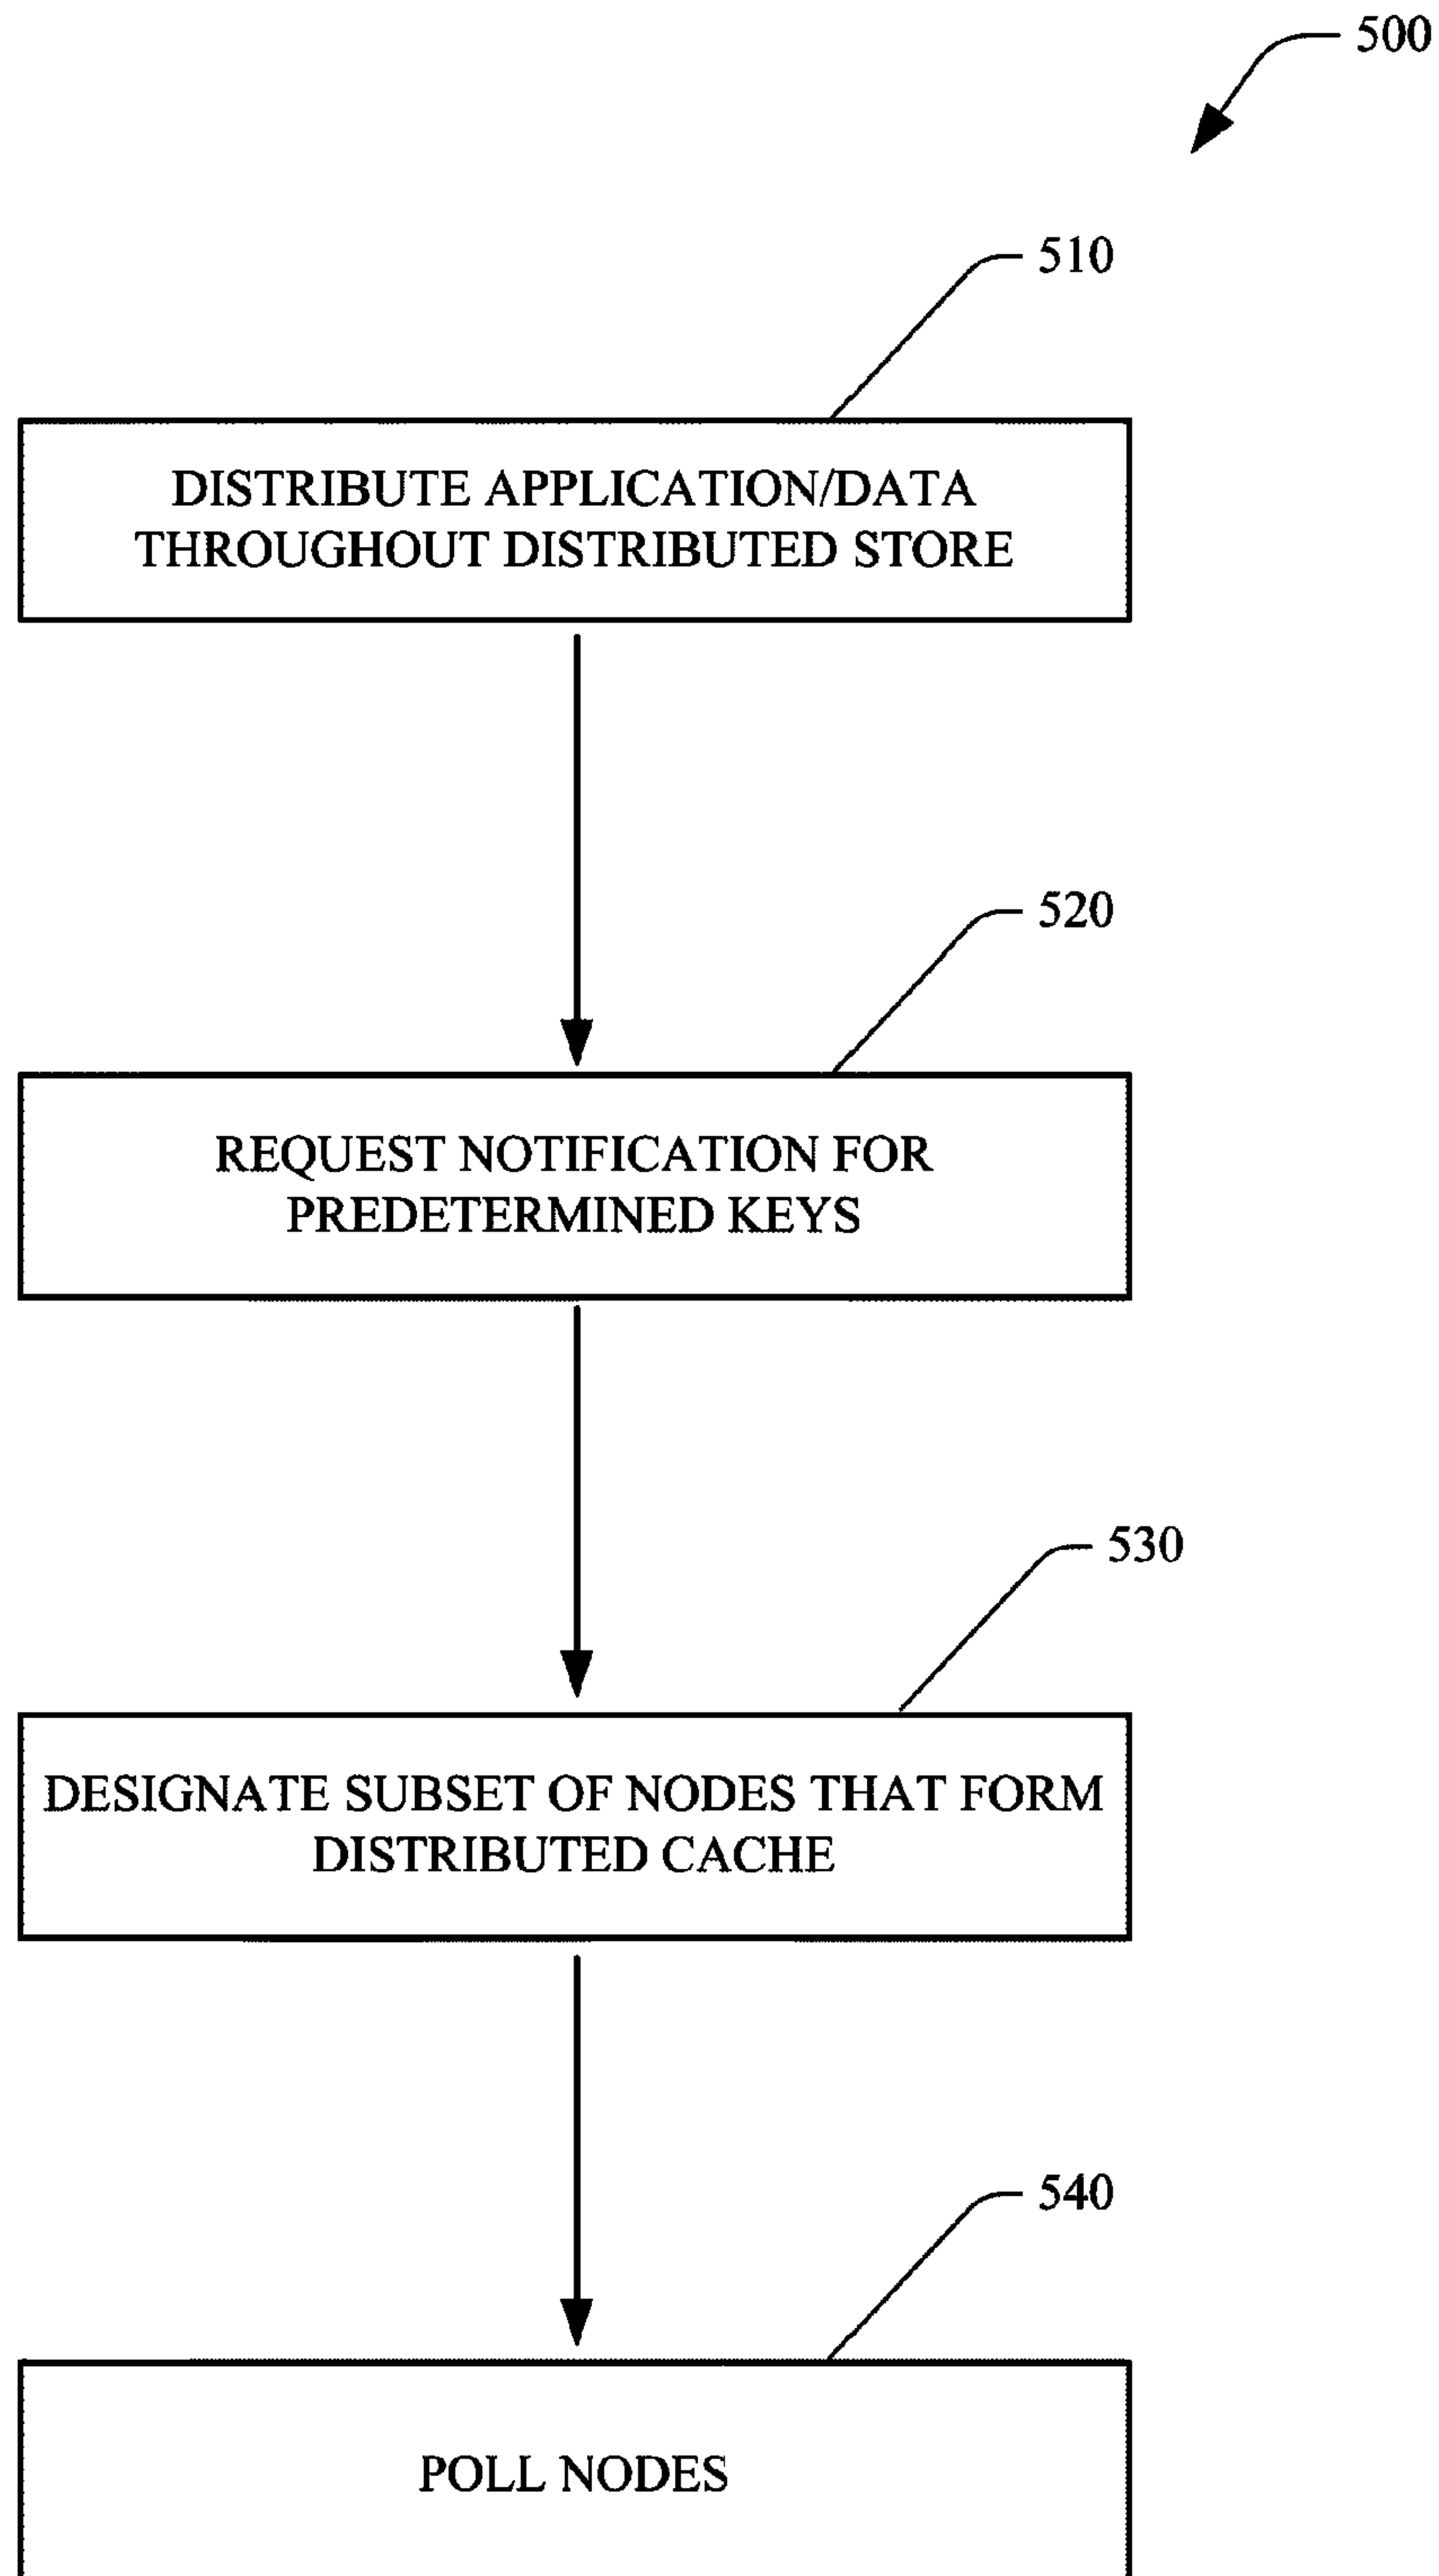 500
510
DISTRIBUTE APPLICATION/DATA
THROUGHOUT DISTRIBUTED STORE
520
REQUEST NOTIFICATION FOR
PREDETERMINED KEYS
530
DESIGNATE SUBSET OF NODES THAT FORM
DISTRIBUTED CACHE
540
POLL NODES